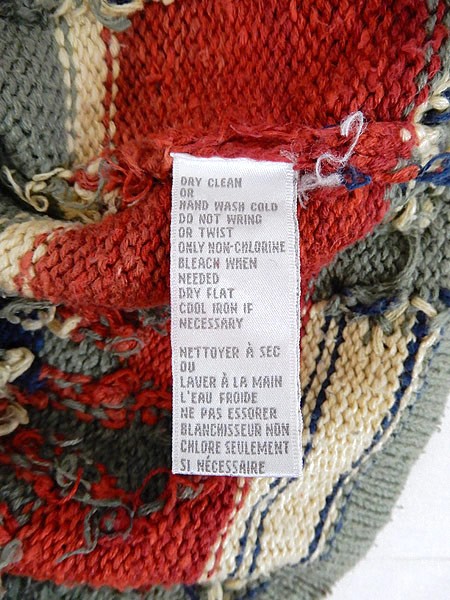 DRY CLEAN
OR
HAND WASH COLD
DO NOT WRING
OR TWIST
ONLY NON-CHLORINE
BLEACH WHEN
NEEDED
DRY FLAT
COOL IRON IF
NECESSARY
NETTOYER À SEC
OU
LAVER À LA MAIN
L'EAU FROIDE
NE PAS ESSORER
BLANCHISSEUR NON
CHLORE SEULEMENT
SI NÉCESSAIRE